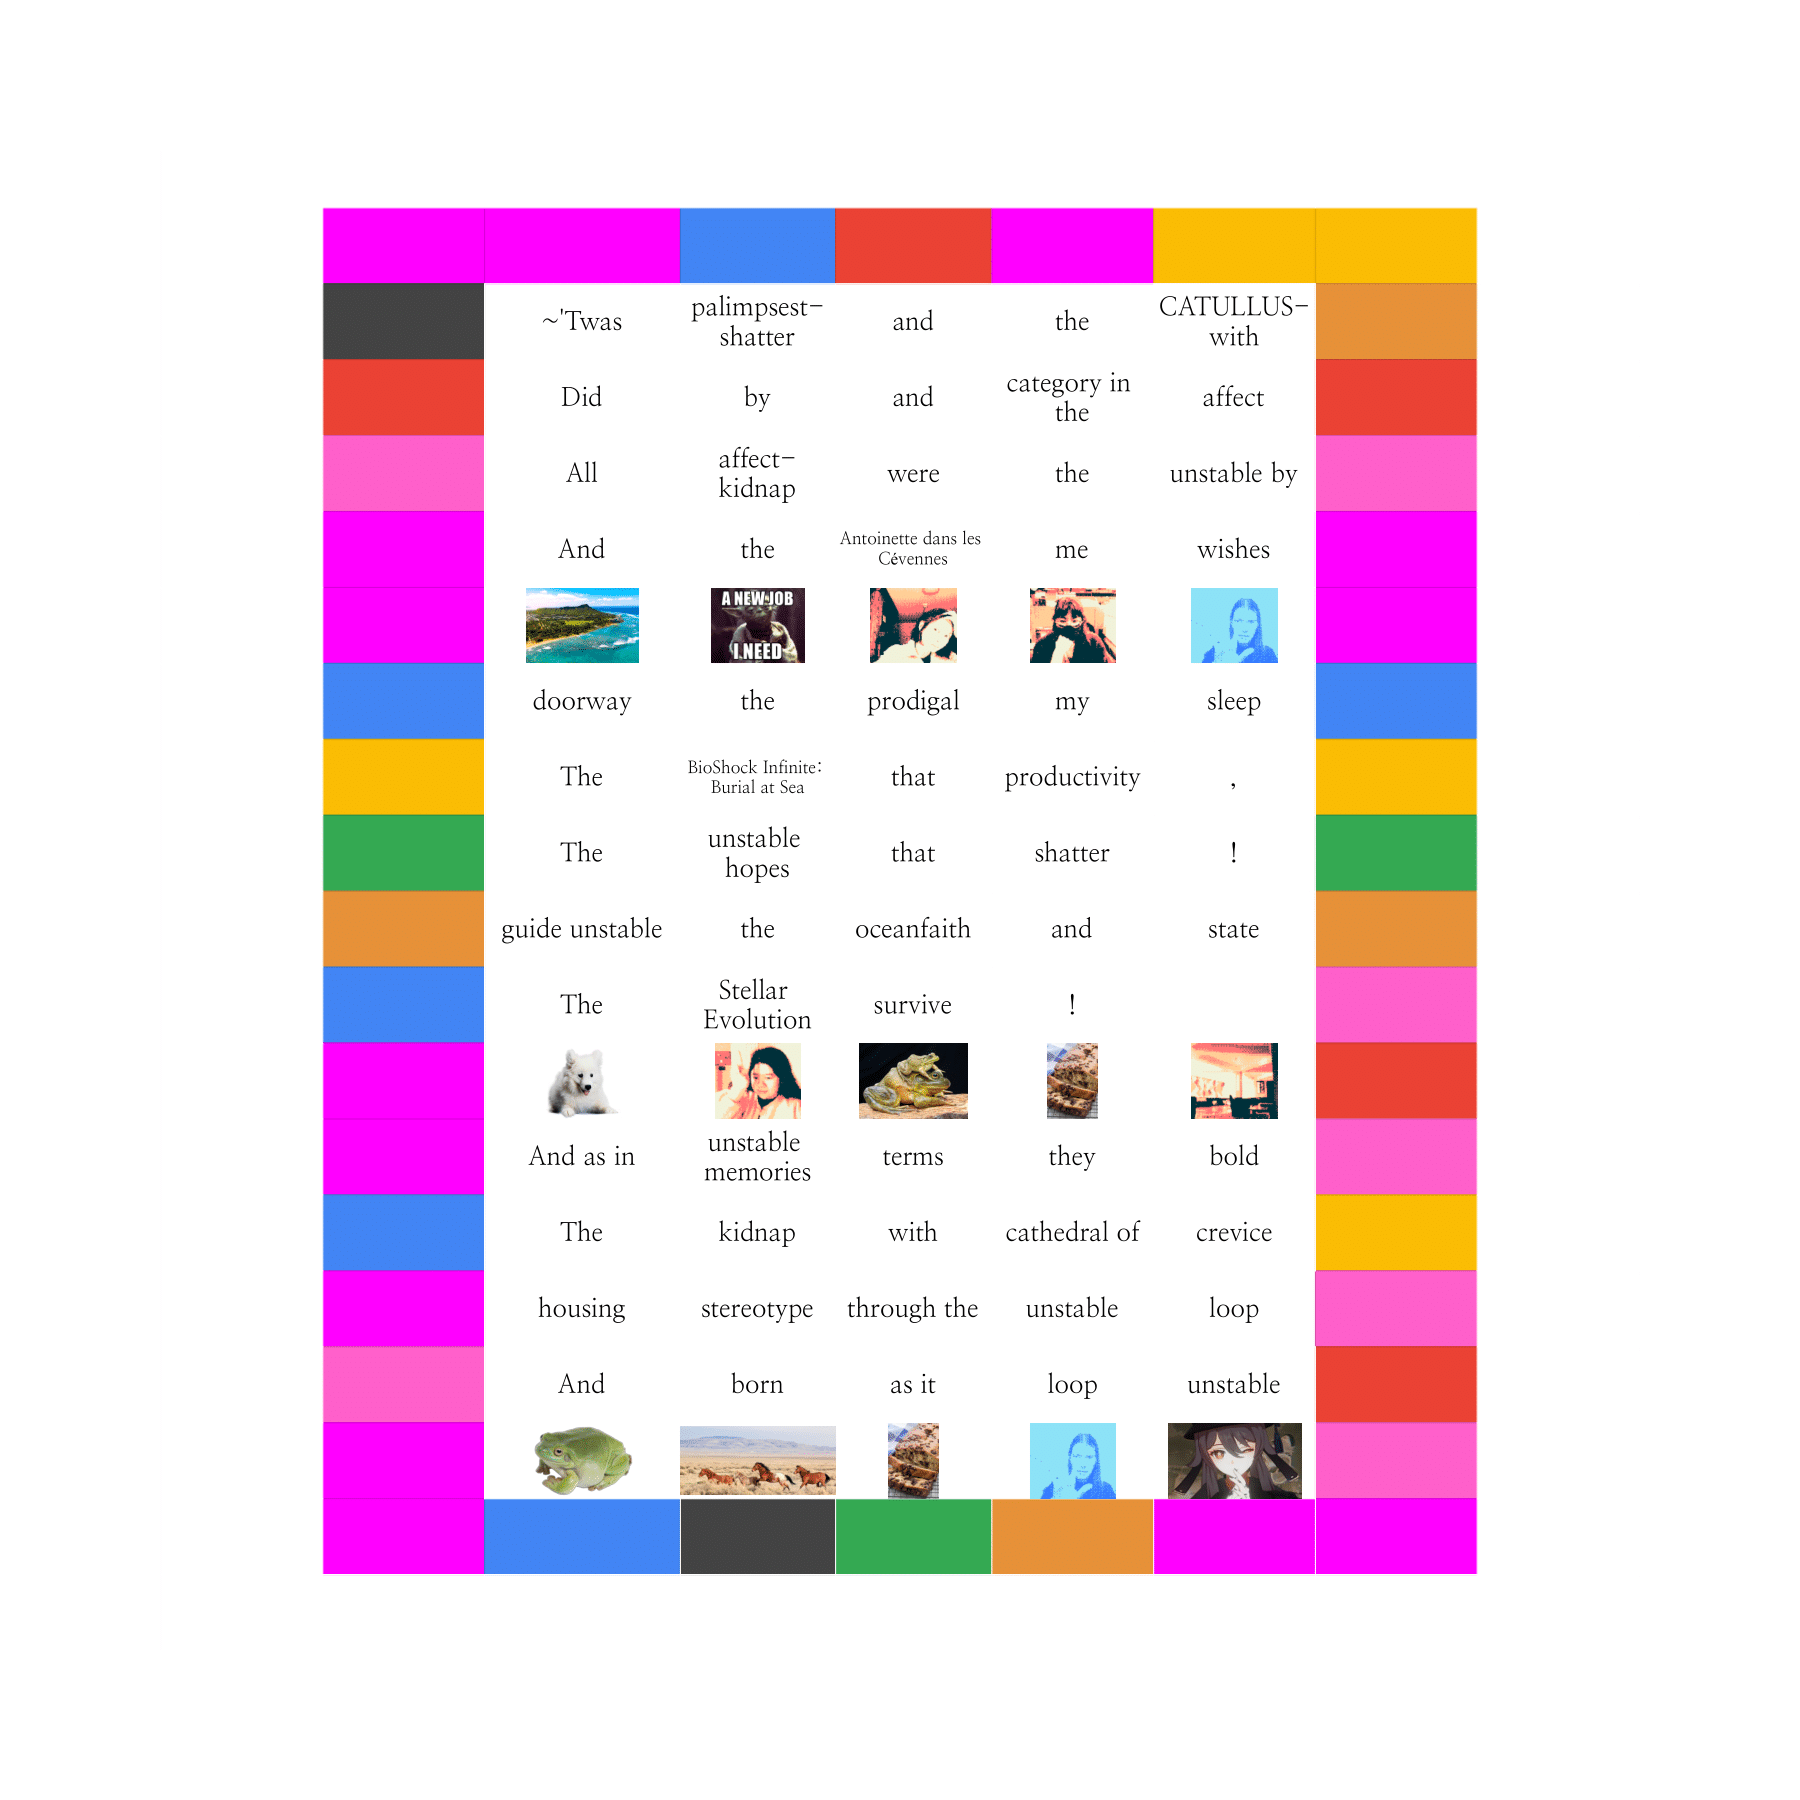 ~'Twas palimpsest-shatter and the CATULLUS-with
Did by and category in the affect
All affect-kidnap were the unstable by
And the Antoinette dans les Cévennes me wishes
A NEW JOB
I NEED
doorway the prodigal my sleep
The BioShock Infinite: Burial at Sea that productivity ,
The unstable hopes that shatter !
guide unstable the oceanfaith and state
The Stellar Evolution survive !
And as in unstable memories terms they bold
The kidnap with cathedral of crevice
housing stereotype through the unstable loop
And born as it loop unstable